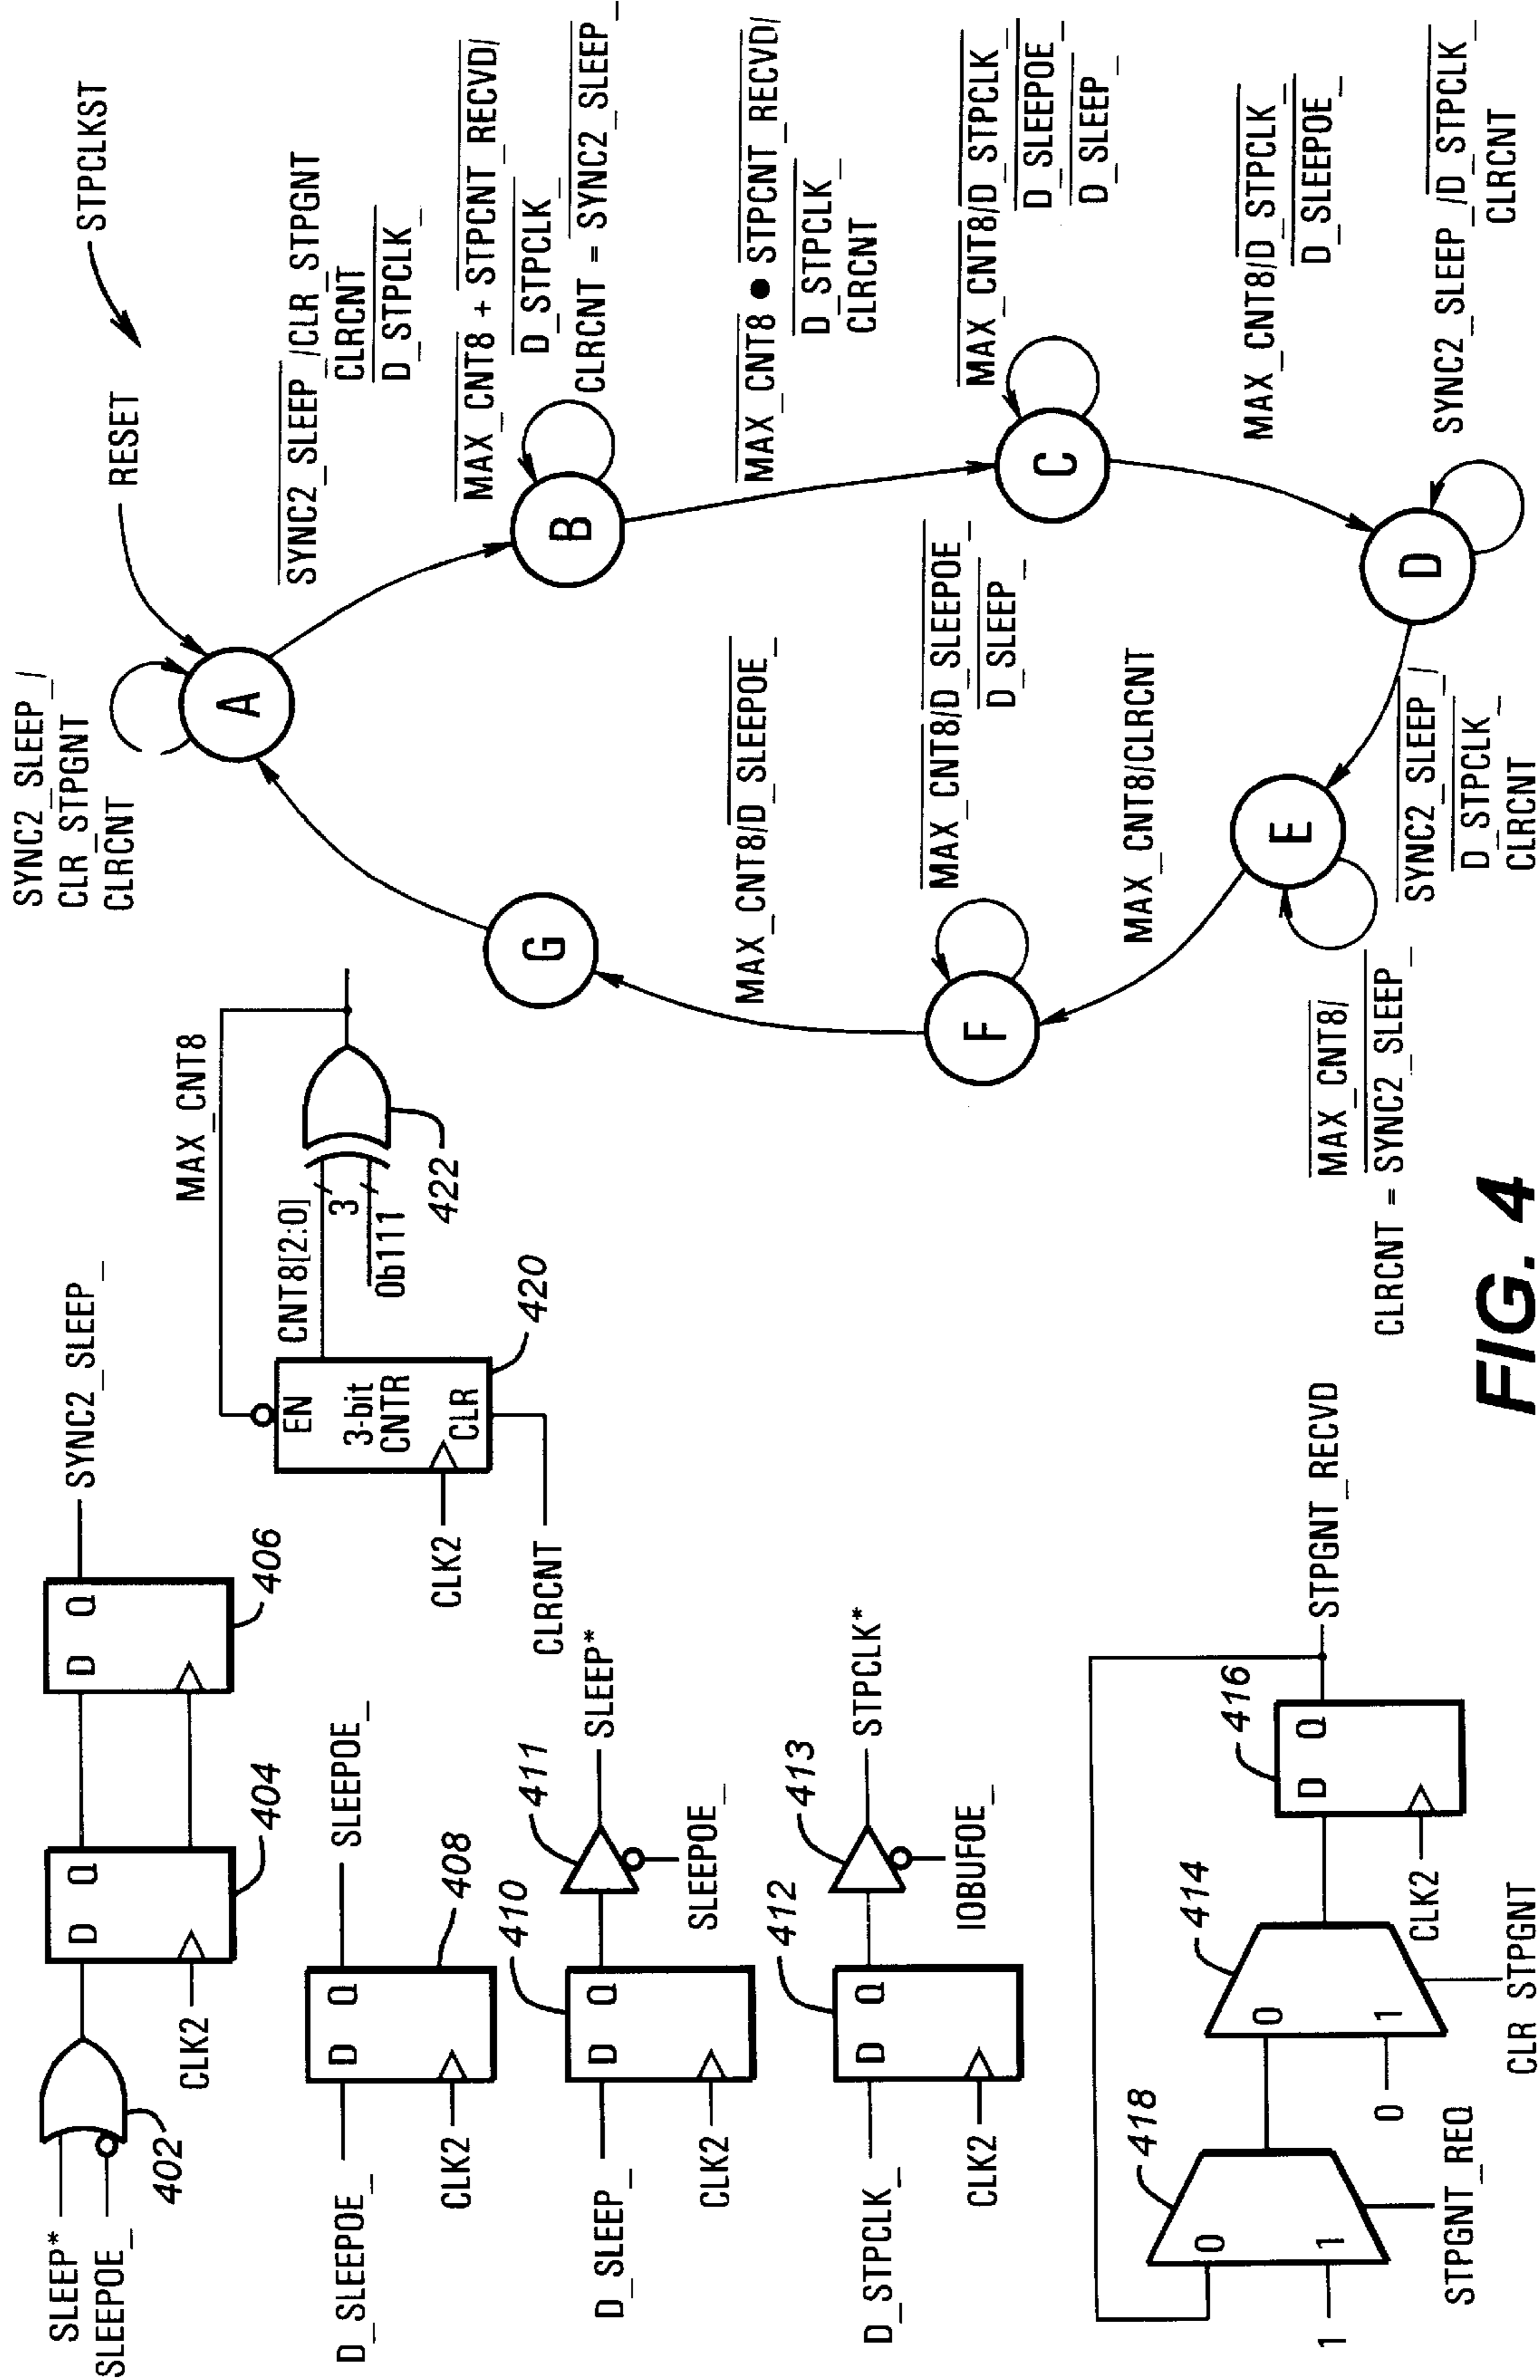 SLEEP*
SLEEPOE_
402
CLK2
D Q
404
D Q
406
SYNC2_SLEEP_
D_SLEEPOE_
CLK2
D Q
408
SLEEPOE_
D_SLEEP_
CLK2
D Q
410
411
SLEEPOE_
SLEEP*
D_STPCLK_
CLK2
D Q
412
413
IOBUFOE_
STPCLK*
1
0
1
418
STPGNT_REQ
0
0
1
414
CLR_STPGNT
CLK2
D Q
416
STPGNT_RECVD
MAX_CNT8
EN
3-bit
CNTR
CLR
CLK2
CLRCNT
420
CNT8[2:0]
3
0b111
422
STPCLKST
RESET
SYNC2_SLEEP_/
CLR_STPGNT
CLRCNT
A
SYNC2_SLEEP_/CLR_STPGNT
CLRCNT
D_STPCLK_
MAX_CNT8 + STPCNT_RECVD/
D_STPCLK_
CLRCNT = SYNC2_SLEEP_
B
MAX_CNT8 ● STPCNT_RECVD/
D_STPCLK_
CLRCNT
MAX_CNT8/D_STPCLK_
D_SLEEPOE_
D_SLEEP_
C
MAX_CNT8/D_STPCLK_
D_SLEEPOE_
SYNC2_SLEEP_/D_STPCLK_
CLRCNT
D
SYNC2_SLEEP_/
D_STPCLK_
CLRCNT
E
MAX_CNT8/
CLRCNT = SYNC2_SLEEP_
MAX_CNT8/CLRCNT
F
MAX_CNT8/D_SLEEPOE_
D_SLEEP_
MAX_CNT8/D_SLEEPOE_
G
FIG. 4